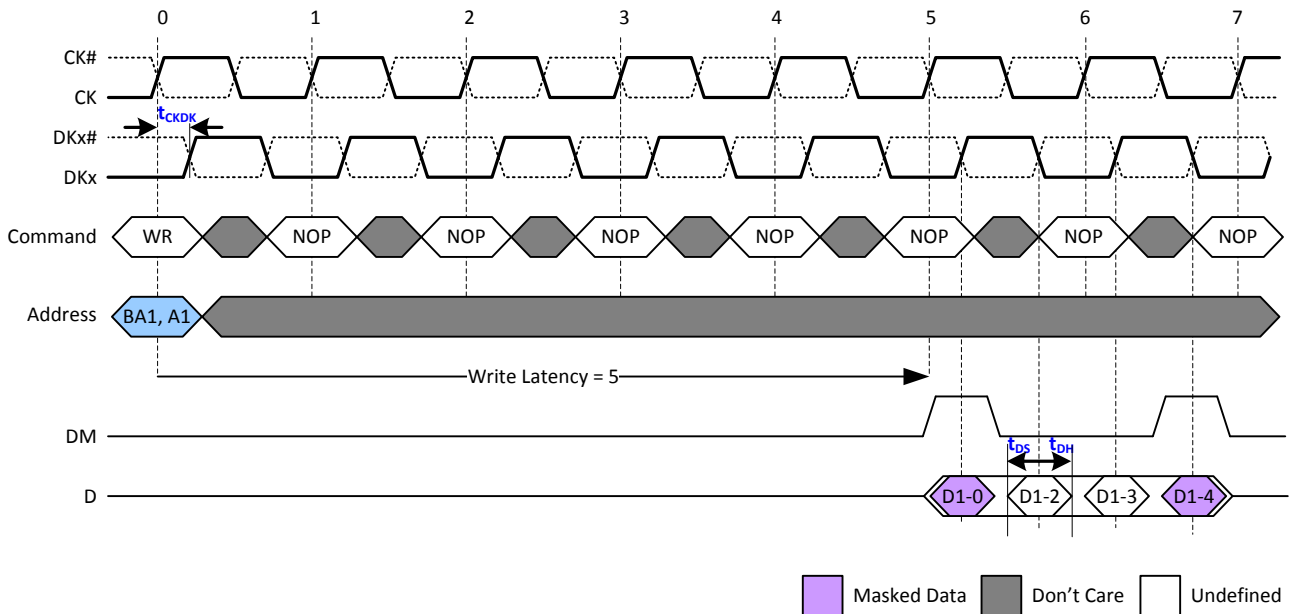 0 1 2 3 4 5 6 7
CK#
CK
tCKDK
DKx#
DKx
Command WR NOP NOP NOP NOP NOP NOP NOP
Address BA1, A1
Write Latency = 5
DM
tDS tDH
D D1-0 D1-2 D1-3 D1-4
Masked Data Don't Care Undefined